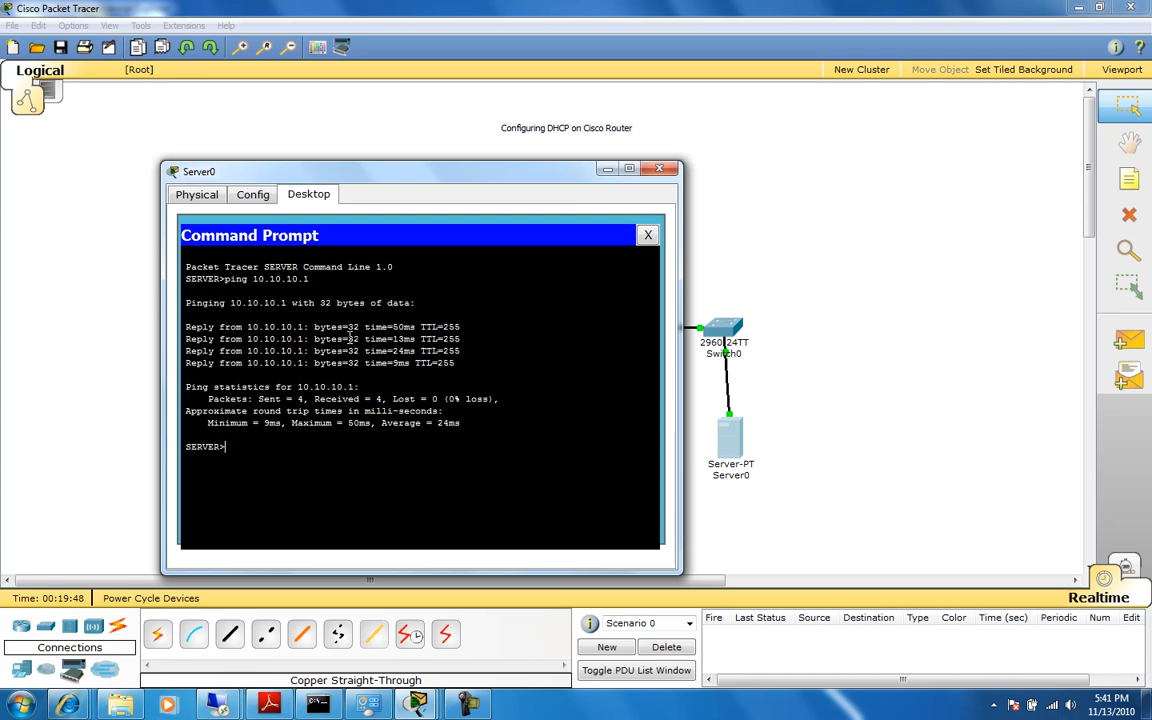 Cisco Packet Tracer
File Edit Options View Tools Extensions Help
Logical [Root] New Cluster Move Object Set Tiled Background Viewport
Configuring DHCP on Cisco Router
Server0
Physical Config Desktop
Command Prompt X
Packet Tracer SERVER Command Line 1.0
SERVER>ping 10.10.10.1
Pinging 10.10.10.1 with 32 bytes of data:
Reply from 10.10.10.1: bytes=32 time=50ms TTL=255
Reply from 10.10.10.1: bytes=32 time=13ms TTL=255
Reply from 10.10.10.1: bytes=32 time=24ms TTL=255
Reply from 10.10.10.1: bytes=32 time=9ms TTL=255
Ping statistics for 10.10.10.1:
Packets: Sent = 4, Received = 4, Lost = 0 (0% loss),
Approximate round trip times in milli-seconds:
Minimum = 9ms, Maximum = 50ms, Average = 24ms
SERVER>
2960-24TT
Switch0
Server-PT
Server0
Time: 00:19:48 Power Cycle Devices
Realtime
Connections
Copper Straight-Through
Scenario 0
New Delete
Toggle PDU List Window
Fire Last Status Source Destination Type Color Time (sec) Periodic Num Edit
5:41 PM
11/13/2010